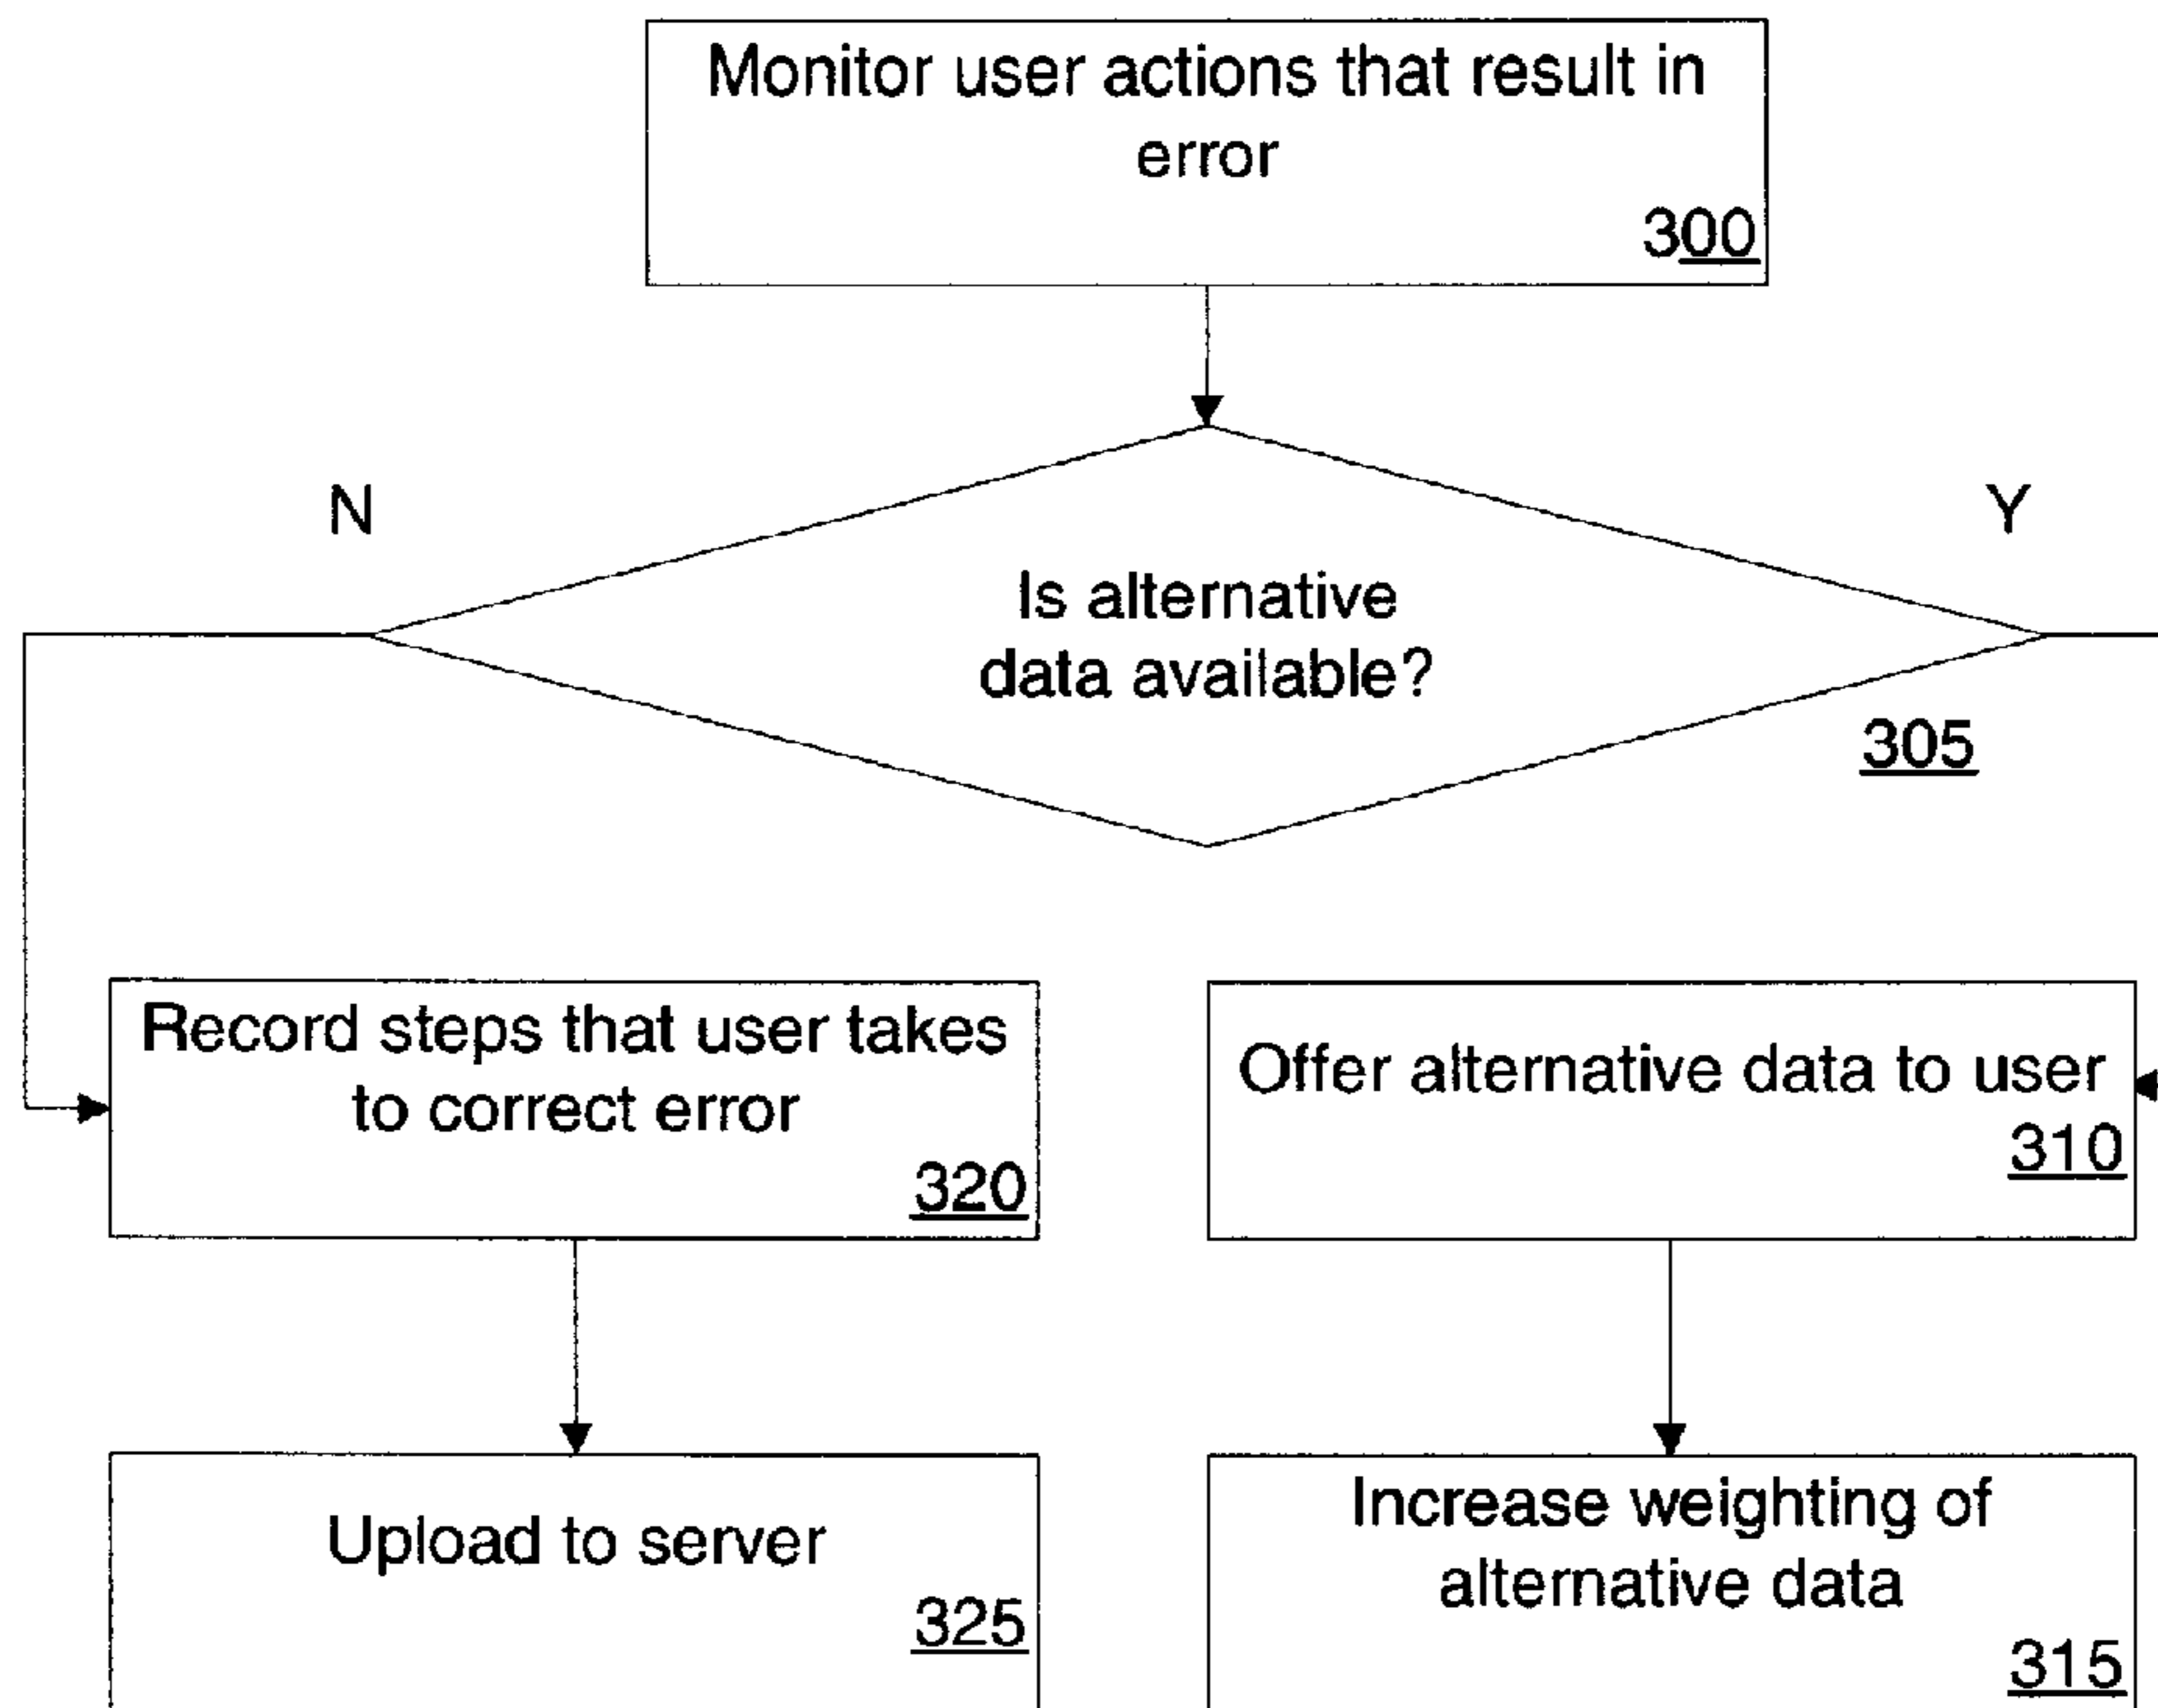 Monitor user actions that result in
error
300
N
Y
Is alternative
data available?
305
Record steps that user takes
to correct error
320
Offer alternative data to user
310
Upload to server
325
Increase weighting of
alternative data
315